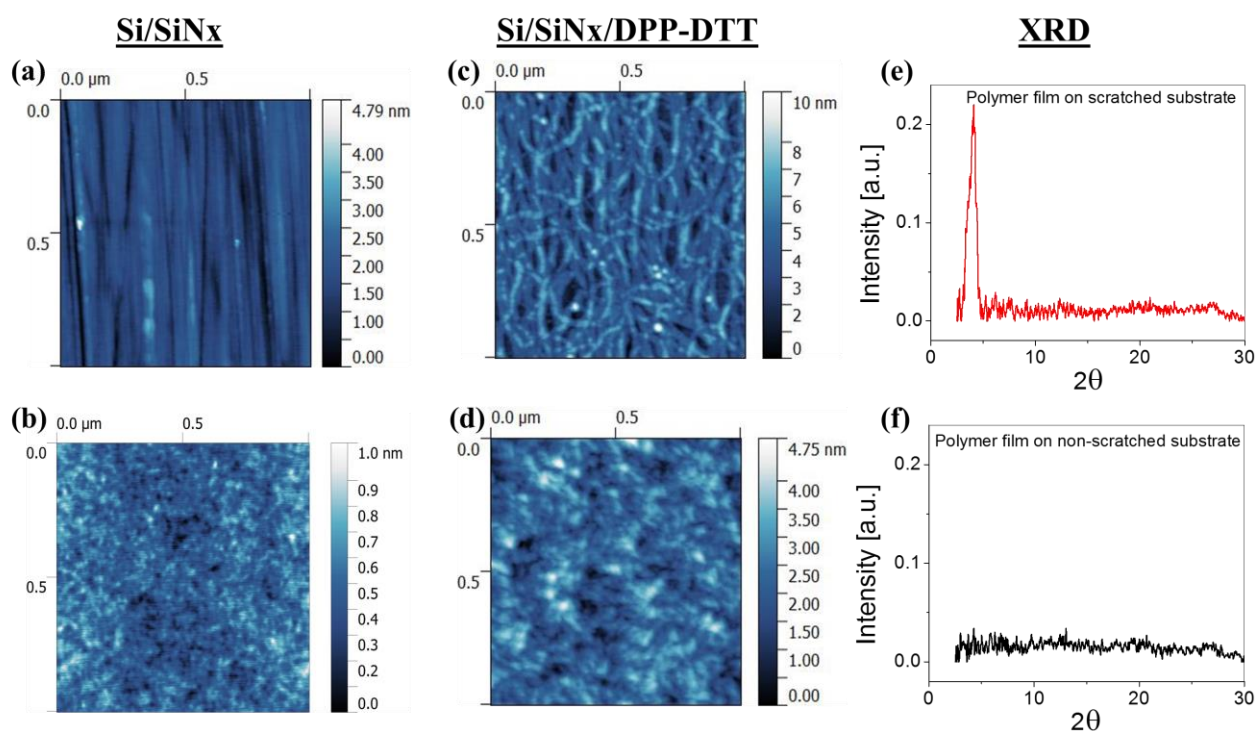 Si/SiNx
Si/SiNx/DPP-DTT
XRD
(a)
0.0 µm 0.5
0.0
0.5
4.79 nm
4.00
3.50
3.00
2.50
2.00
1.50
1.00
0.00
(c)
0.0 µm 0.5
0.0
0.5
10 nm
8
7
6
5
4
3
2
0
(e)
Polymer film on scratched substrate
Intensity [a.u.]
0.2
0.1
0.0
0 10 20 30
2θ
(b)
0.0 µm 0.5
0.0
0.5
1.0 nm
0.9
0.8
0.7
0.6
0.5
0.4
0.3
0.2
0.0
(d)
0.0 µm 0.5
0.0
0.5
4.75 nm
4.00
3.50
3.00
2.50
2.00
1.50
1.00
0.00
(f)
Polymer film on non-scratched substrate
Intensity [a.u.]
0.2
0.1
0.0
0 10 20 30
2θ